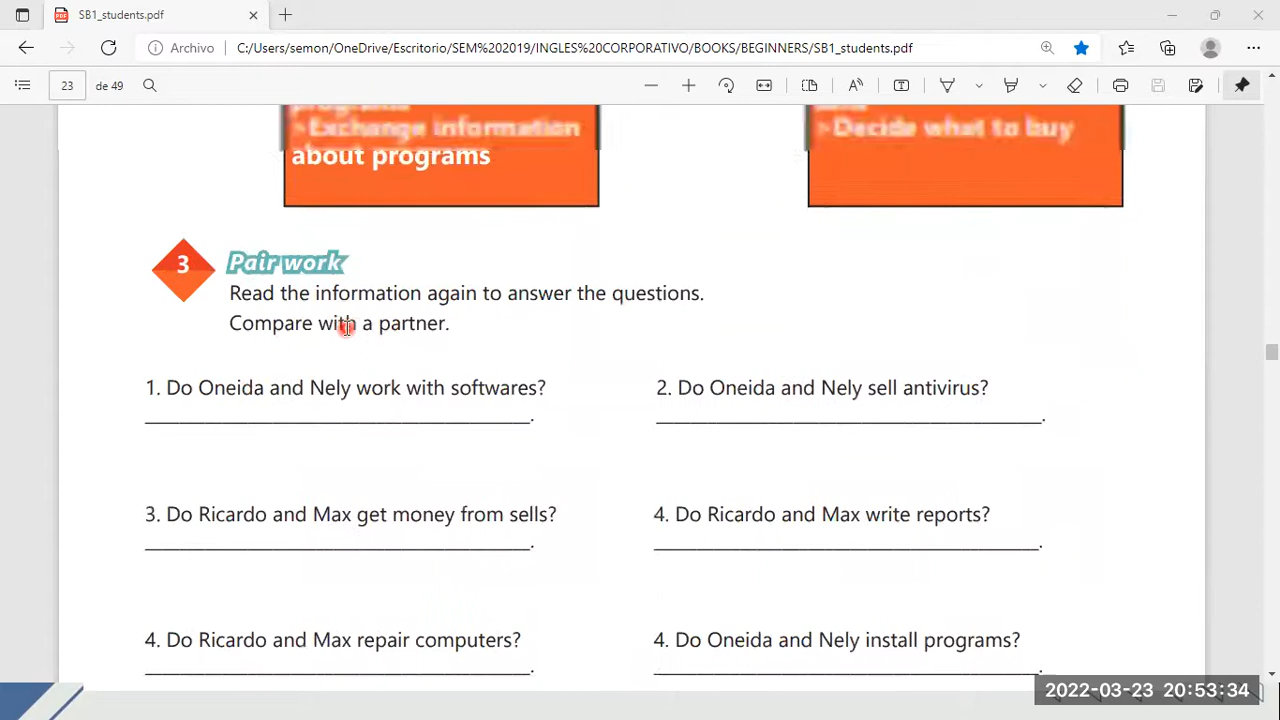 SB1_students.pdf
Archivo C:/Users/semon/OneDrive/Escritorio/SEM%202019/INGLES%20CORPORATIVO/BOOKS/BEGINNERS/SB1_students.pdf
23 de 49
>Exchange information
about programs
>Decide what to buy
3
Pair work
Read the information again to answer the questions.
Compare with a partner.
1. Do Oneida and Nely work with softwares?
2. Do Oneida and Nely sell antivirus?
3. Do Ricardo and Max get money from sells?
4. Do Ricardo and Max write reports?
4. Do Ricardo and Max repair computers?
4. Do Oneida and Nely install programs?
2022-03-23 20:53:34